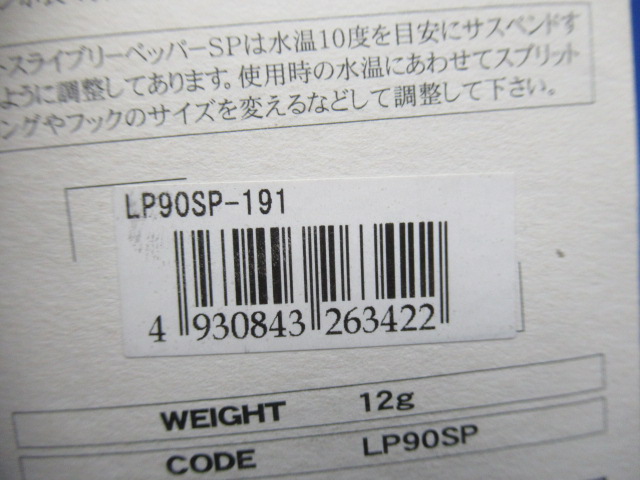 スライブリーペッパーSPは水温10度を目安にサスペンドす
ように調整してあります。使用時の水温にあわせてスプリット
ングやフックのサイズを変えるなどして調整して下さい。
LP90SP-191
4 930843 263422
WEIGHT 12g
CODE LP90SP